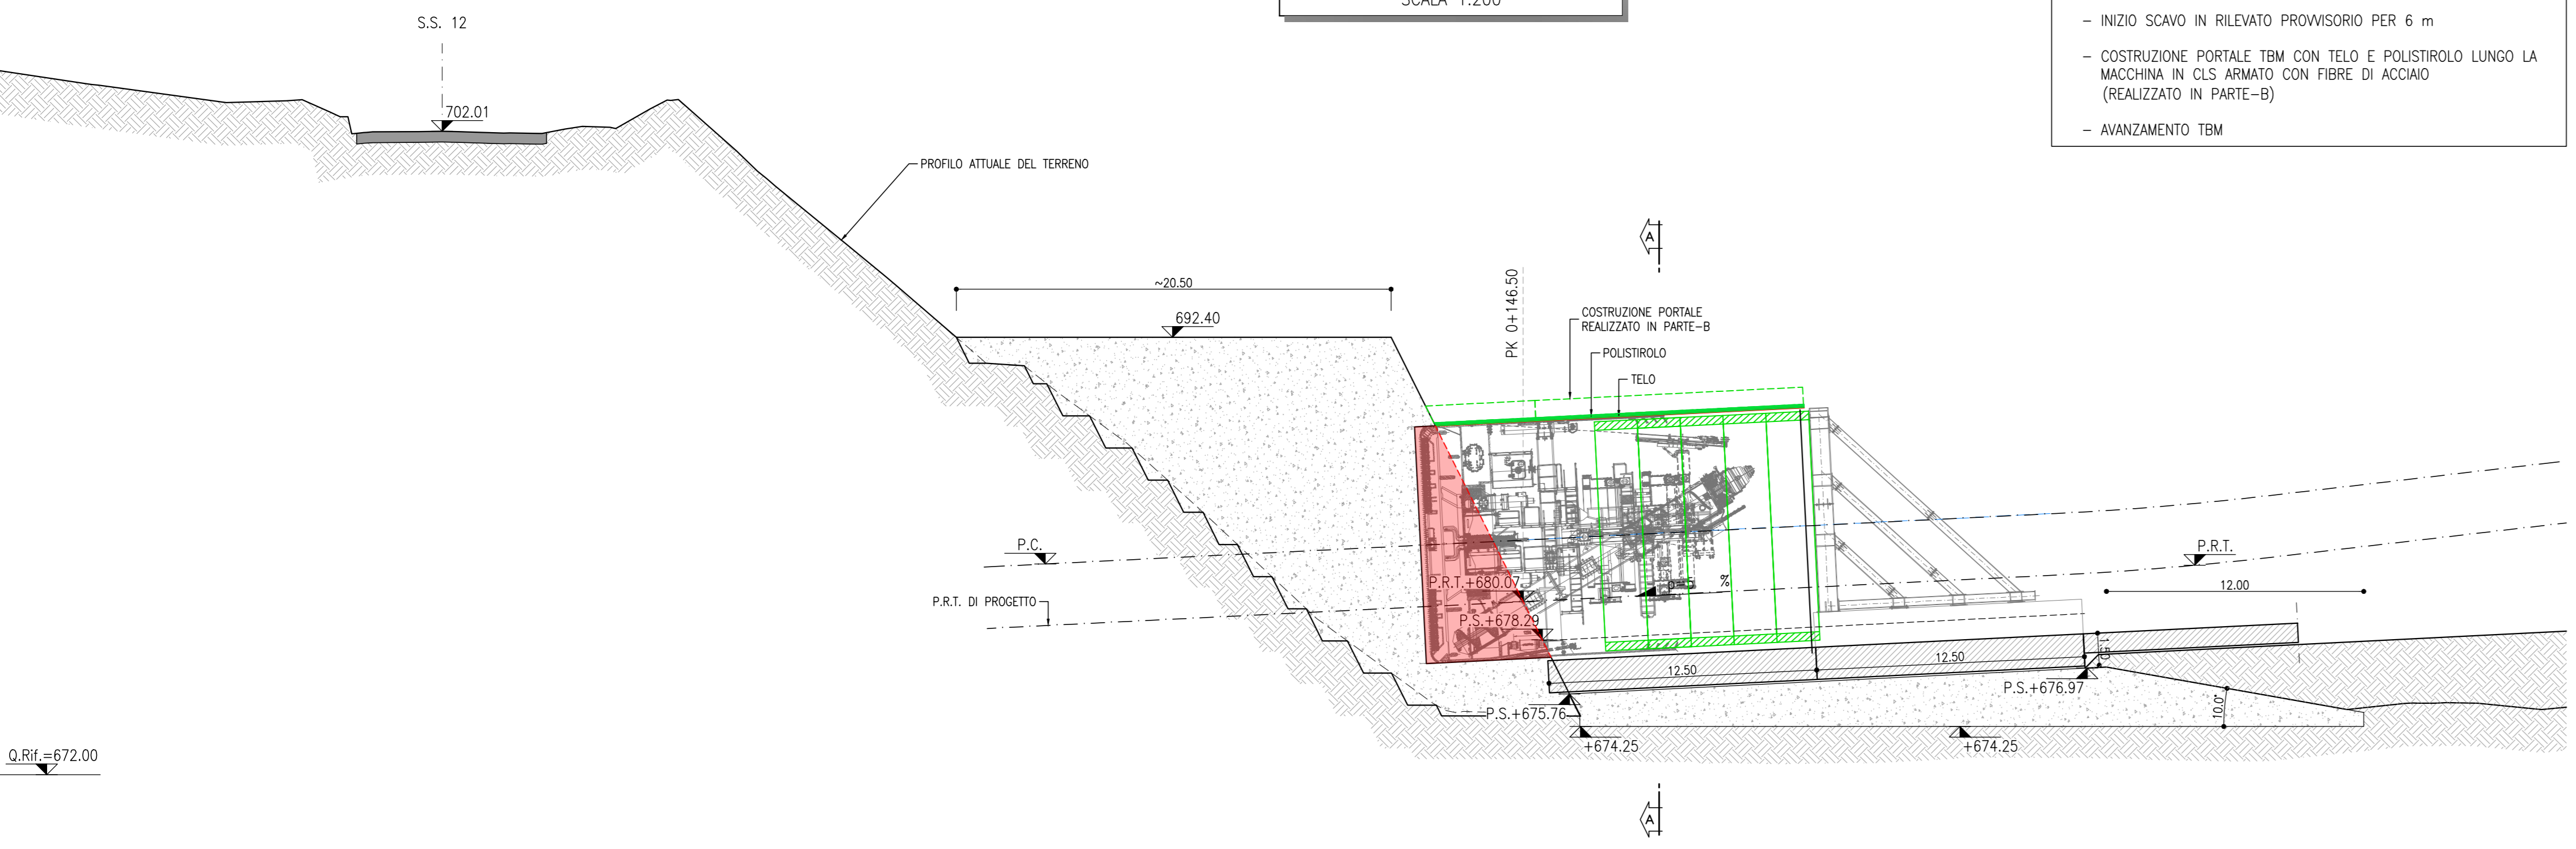 SCALA 1:200
- INIZIO SCAVO IN RILEVATO PROVVISORIO PER 6 m
- COSTRUZIONE PORTALE TBM CON TELO E POLISTIROLO LUNGO LA
MACCHINA IN CLS ARMATO CON FIBRE DI ACCIAIO
(REALIZZATO IN PARTE-B)
- AVANZAMENTO TBM
S.S. 12
702.01
PROFILO ATTUALE DEL TERRENO
A
~20.50
692.40
PK 0+146.50
COSTRUZIONE PORTALE
REALIZZATO IN PARTE-B
POLISTIROLO
TELO
P.C.
P.R.T.
P.R.T.+680.07
p=5 %
12.00
P.R.T. DI PROGETTO
P.S.+678.29
1.50
12.50
12.50
P.S.+676.97
P.S.+675.76
10.0°
+674.25
+674.25
Q.Rif.=672.00
A